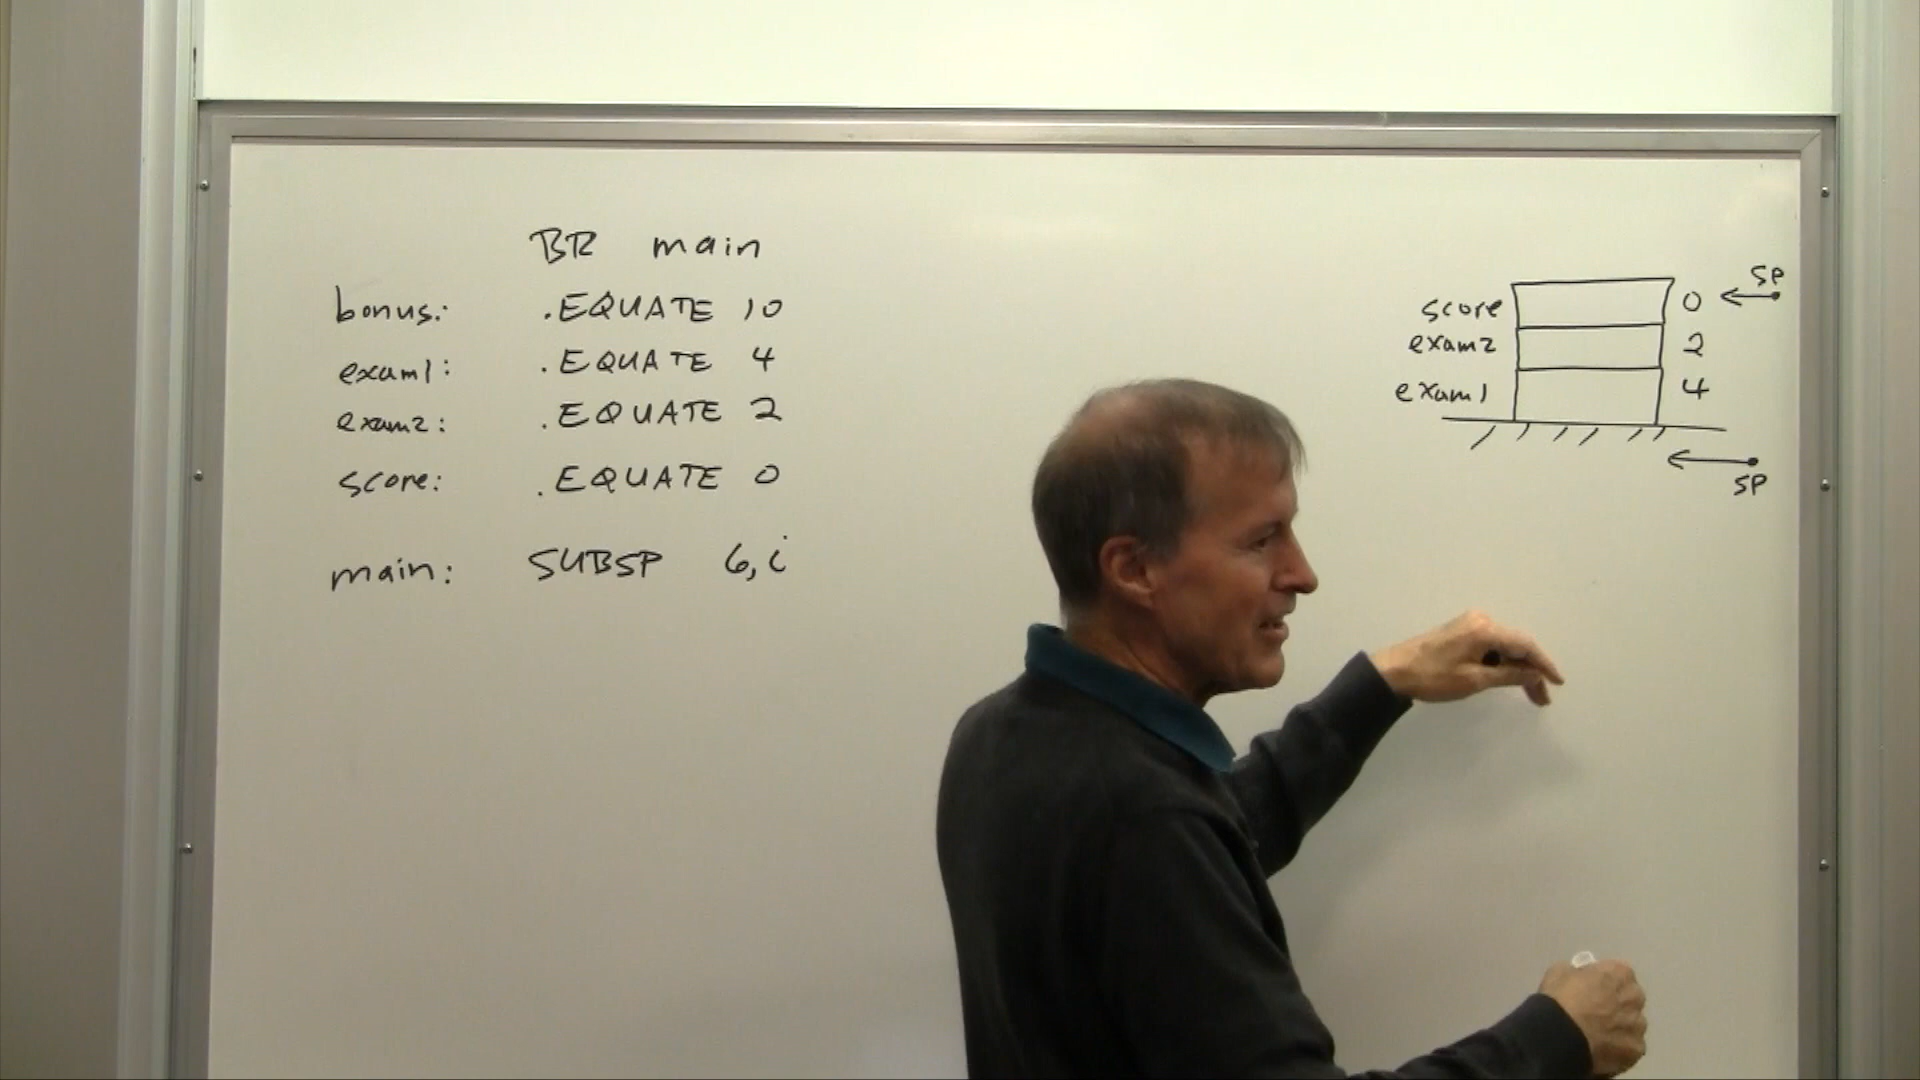 BR main
bonus: .EQUATE 10
exam1: .EQUATE 4
exam2: .EQUATE 2
score: .EQUATE 0
main: SUBSP 6,i
SP
score 0
exam2 2
exam1 4
SP